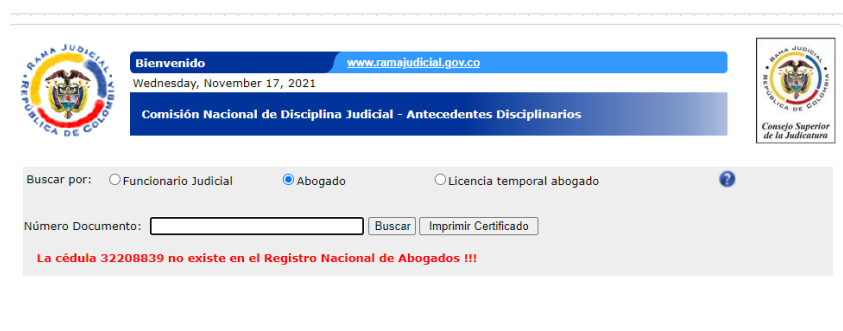 RAMA JUDICIAL
REPÚBLICA DE COLOMBIA
Bienvenido www.ramajudicial.gov.co
Wednesday, November 17, 2021
Comisión Nacional de Disciplina Judicial - Antecedentes Disciplinarios
RAMA JUDICIAL
REPÚBLICA DE COLOMBIA
Consejo Superior
de la Judicatura
Buscar por: Funcionario Judicial Abogado Licencia temporal abogado ?
Número Documento: Buscar Imprimir Certificado
La cédula 32208839 no existe en el Registro Nacional de Abogados !!!